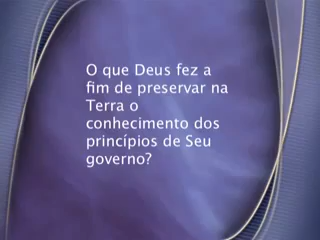 O que Deus fez a
fim de preservar na
Terra o
conhecimento dos
princípios de Seu
governo?